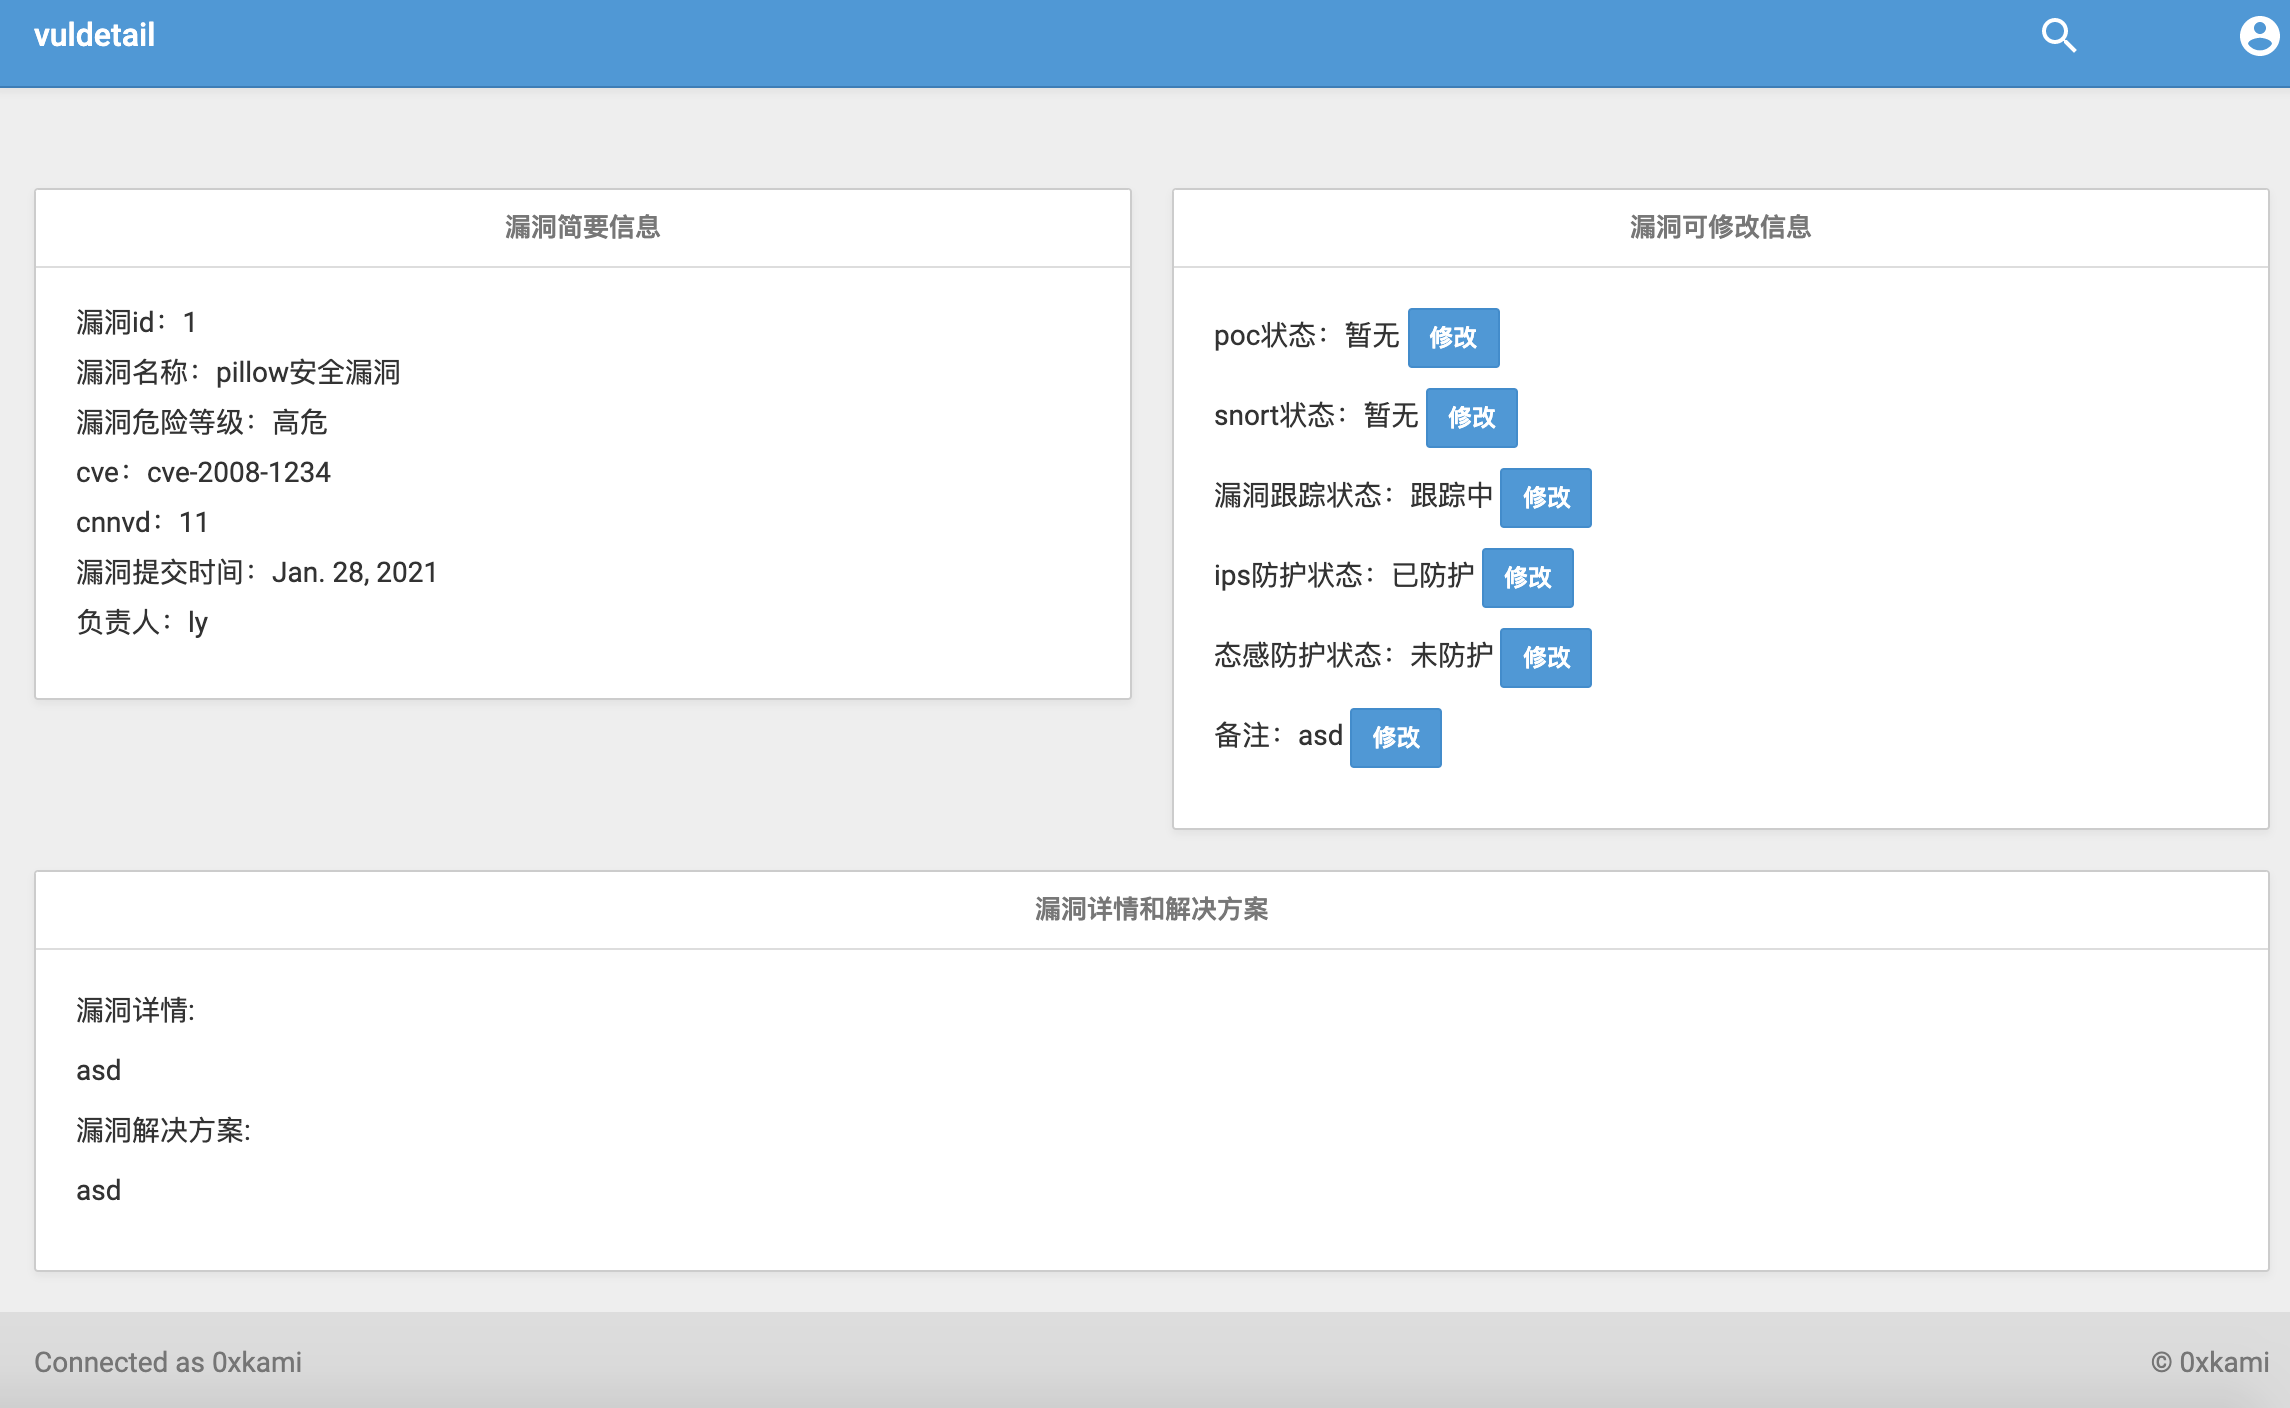 vuldetail
漏洞简要信息
漏洞id：1
漏洞名称：pillow安全漏洞
漏洞危险等级：高危
cve：cve-2008-1234
cnnvd：11
漏洞提交时间：Jan. 28, 2021
负责人：ly
漏洞可修改信息
poc状态：暂无 修改
snort状态：暂无 修改
漏洞跟踪状态：跟踪中 修改
ips防护状态：已防护 修改
态感防护状态：未防护 修改
备注：asd 修改
漏洞详情和解决方案
漏洞详情:
asd
漏洞解决方案:
asd
Connected as 0xkami
© 0xkami